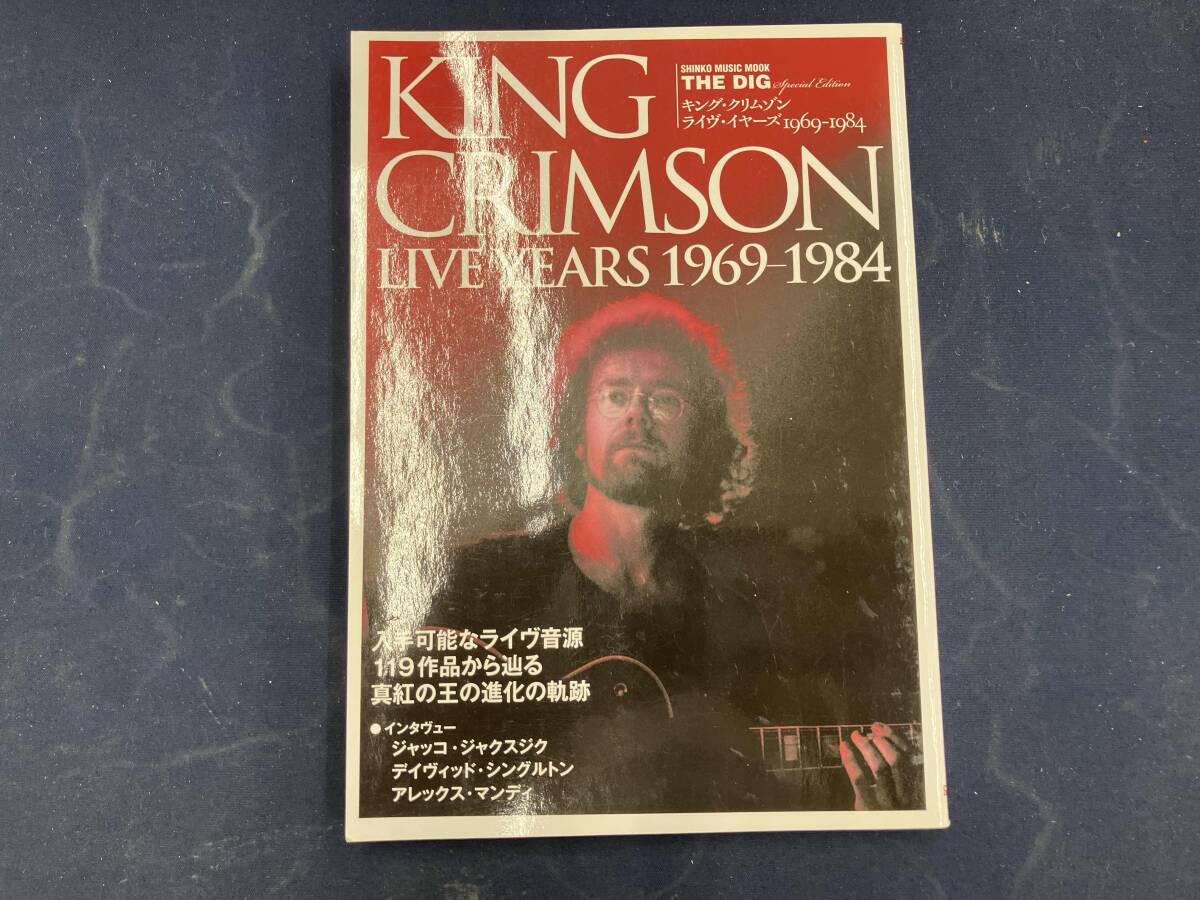 KING
CRIMSON
LIVE YEARS 1969–1984
SHINKO MUSIC MOOK
THE DIG Special Edition
キング・クリムゾン
ライヴ・イヤーズ1969-1984
入手可能なライヴ音源
119作品から辿る
真紅の王の進化の軌跡
●インタヴュー
ジャッコ・ジャクスジク
デイヴィッド・シングルトン
アレックス・マンディ